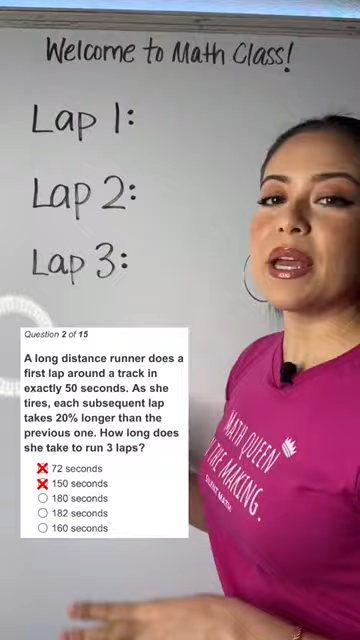 Welcome to Math Class!
Lap 1:
Lap 2:
Lap 3:
Question 2 of 15
A long distance runner does a
first lap around a track in
exactly 50 seconds. As she
tires, each subsequent lap
takes 20% longer than the
previous one. How long does
she take to run 3 laps?
72 seconds
150 seconds
180 seconds
182 seconds
160 seconds
MATH QUEEN
THE MAKING.